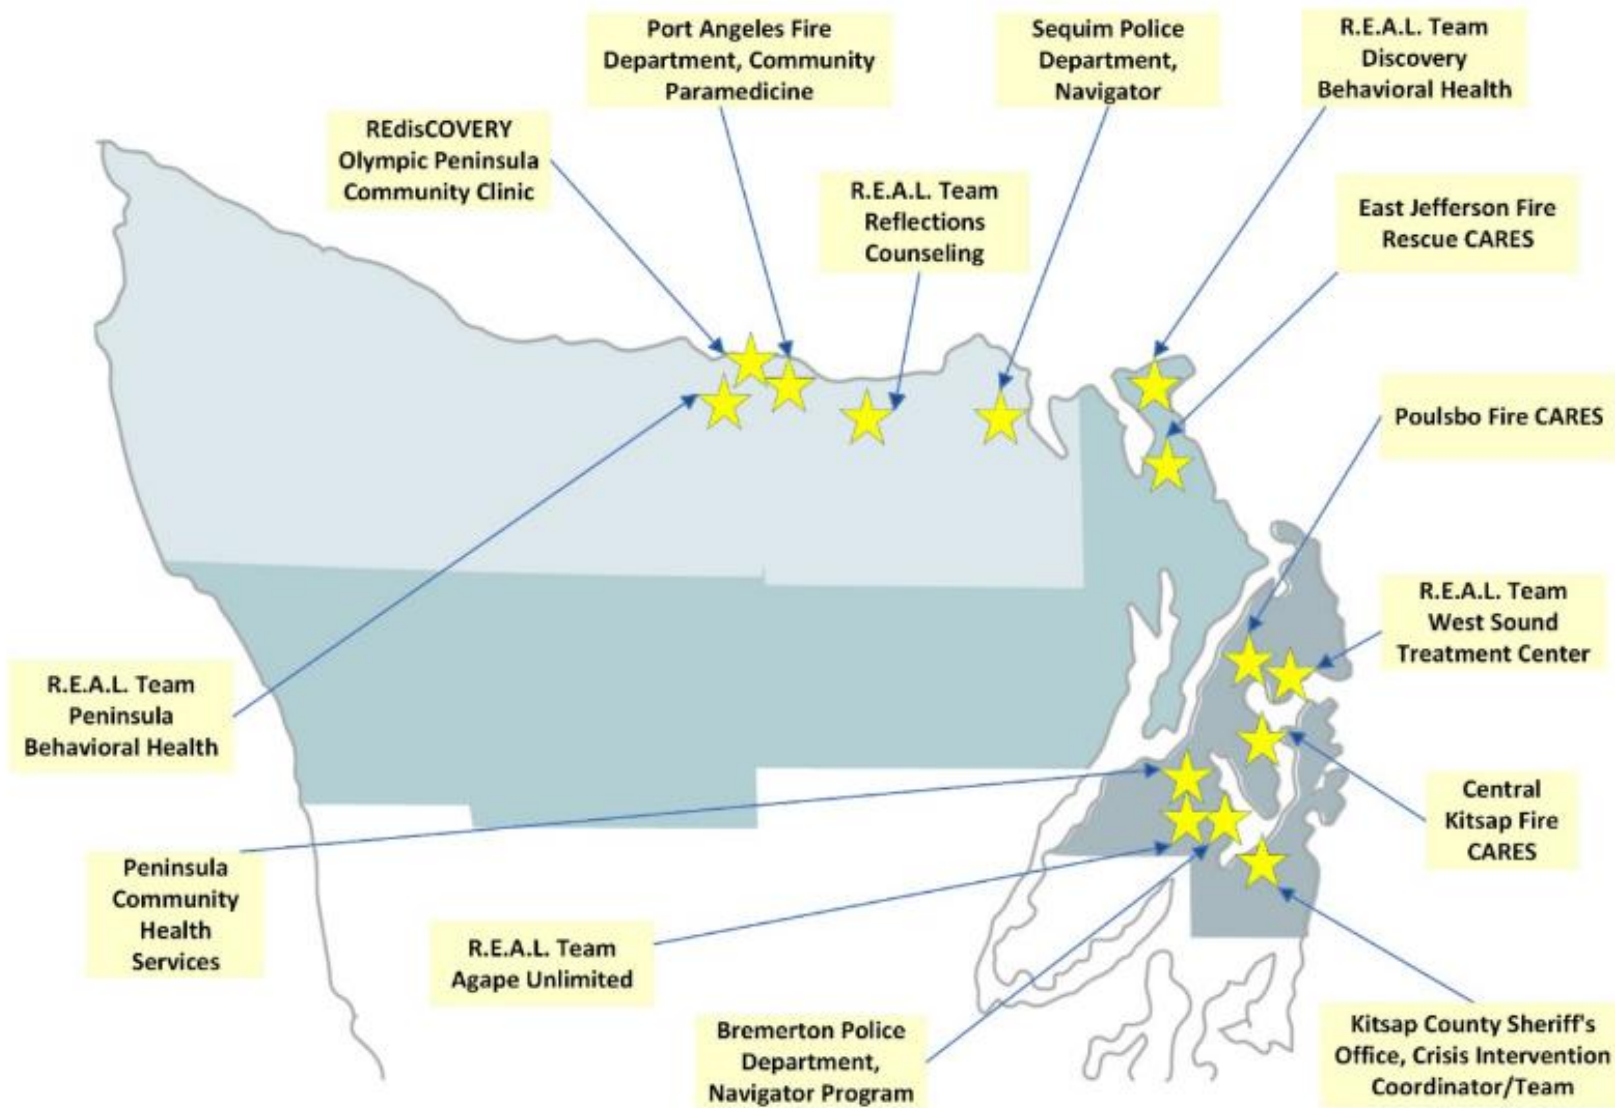 Port Angeles Fire
Department, Community
Paramedicine
Sequim Police
Department,
Navigator
R.E.A.L. Team
Discovery
Behavioral Health
REdisCOVERY
Olympic Peninsula
Community Clinic
R.E.A.L. Team
Reflections
Counseling
East Jefferson Fire
Rescue CARES
Poulsbo Fire CARES
R.E.A.L. Team
West Sound
Treatment Center
R.E.A.L. Team
Peninsula
Behavioral Health
Central
Kitsap Fire
CARES
Peninsula
Community
Health
Services
R.E.A.L. Team
Agape Unlimited
Bremerton Police
Department,
Navigator Program
Kitsap County Sheriff's
Office, Crisis Intervention
Coordinator/Team